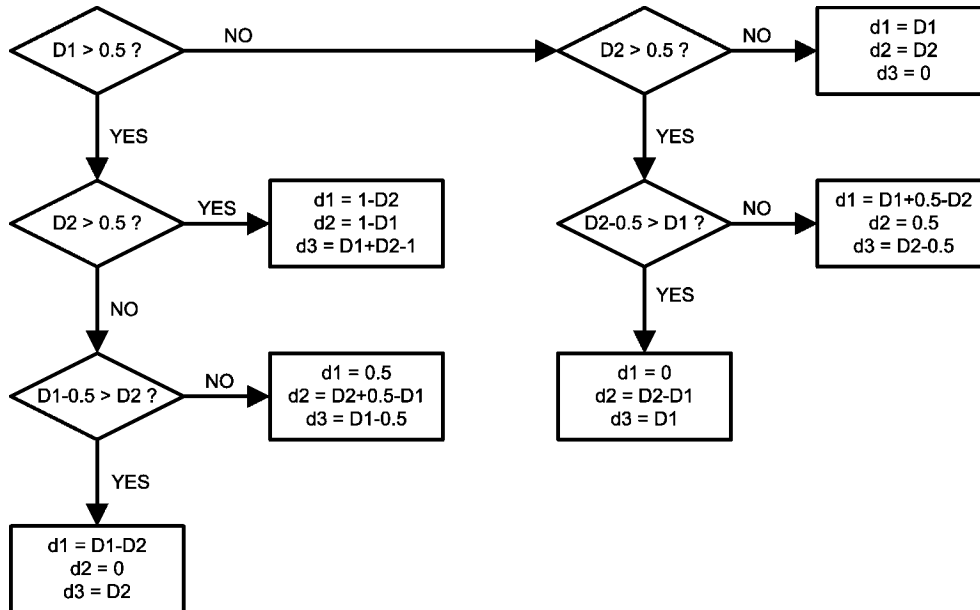 D1 > 0.5 ?
NO
D2 > 0.5 ?
NO
d1 = D1
d2 = D2
d3 = 0
YES
YES
D2 > 0.5 ?
YES
d1 = 1-D2
d2 = 1-D1
d3 = D1+D2-1
D2-0.5 > D1 ?
NO
d1 = D1+0.5-D2
d2 = 0.5
d3 = D2-0.5
NO
YES
D1-0.5 > D2 ?
NO
d1 = 0.5
d2 = D2+0.5-D1
d3 = D1-0.5
d1 = 0
d2 = D2-D1
d3 = D1
YES
d1 = D1-D2
d2 = 0
d3 = D2